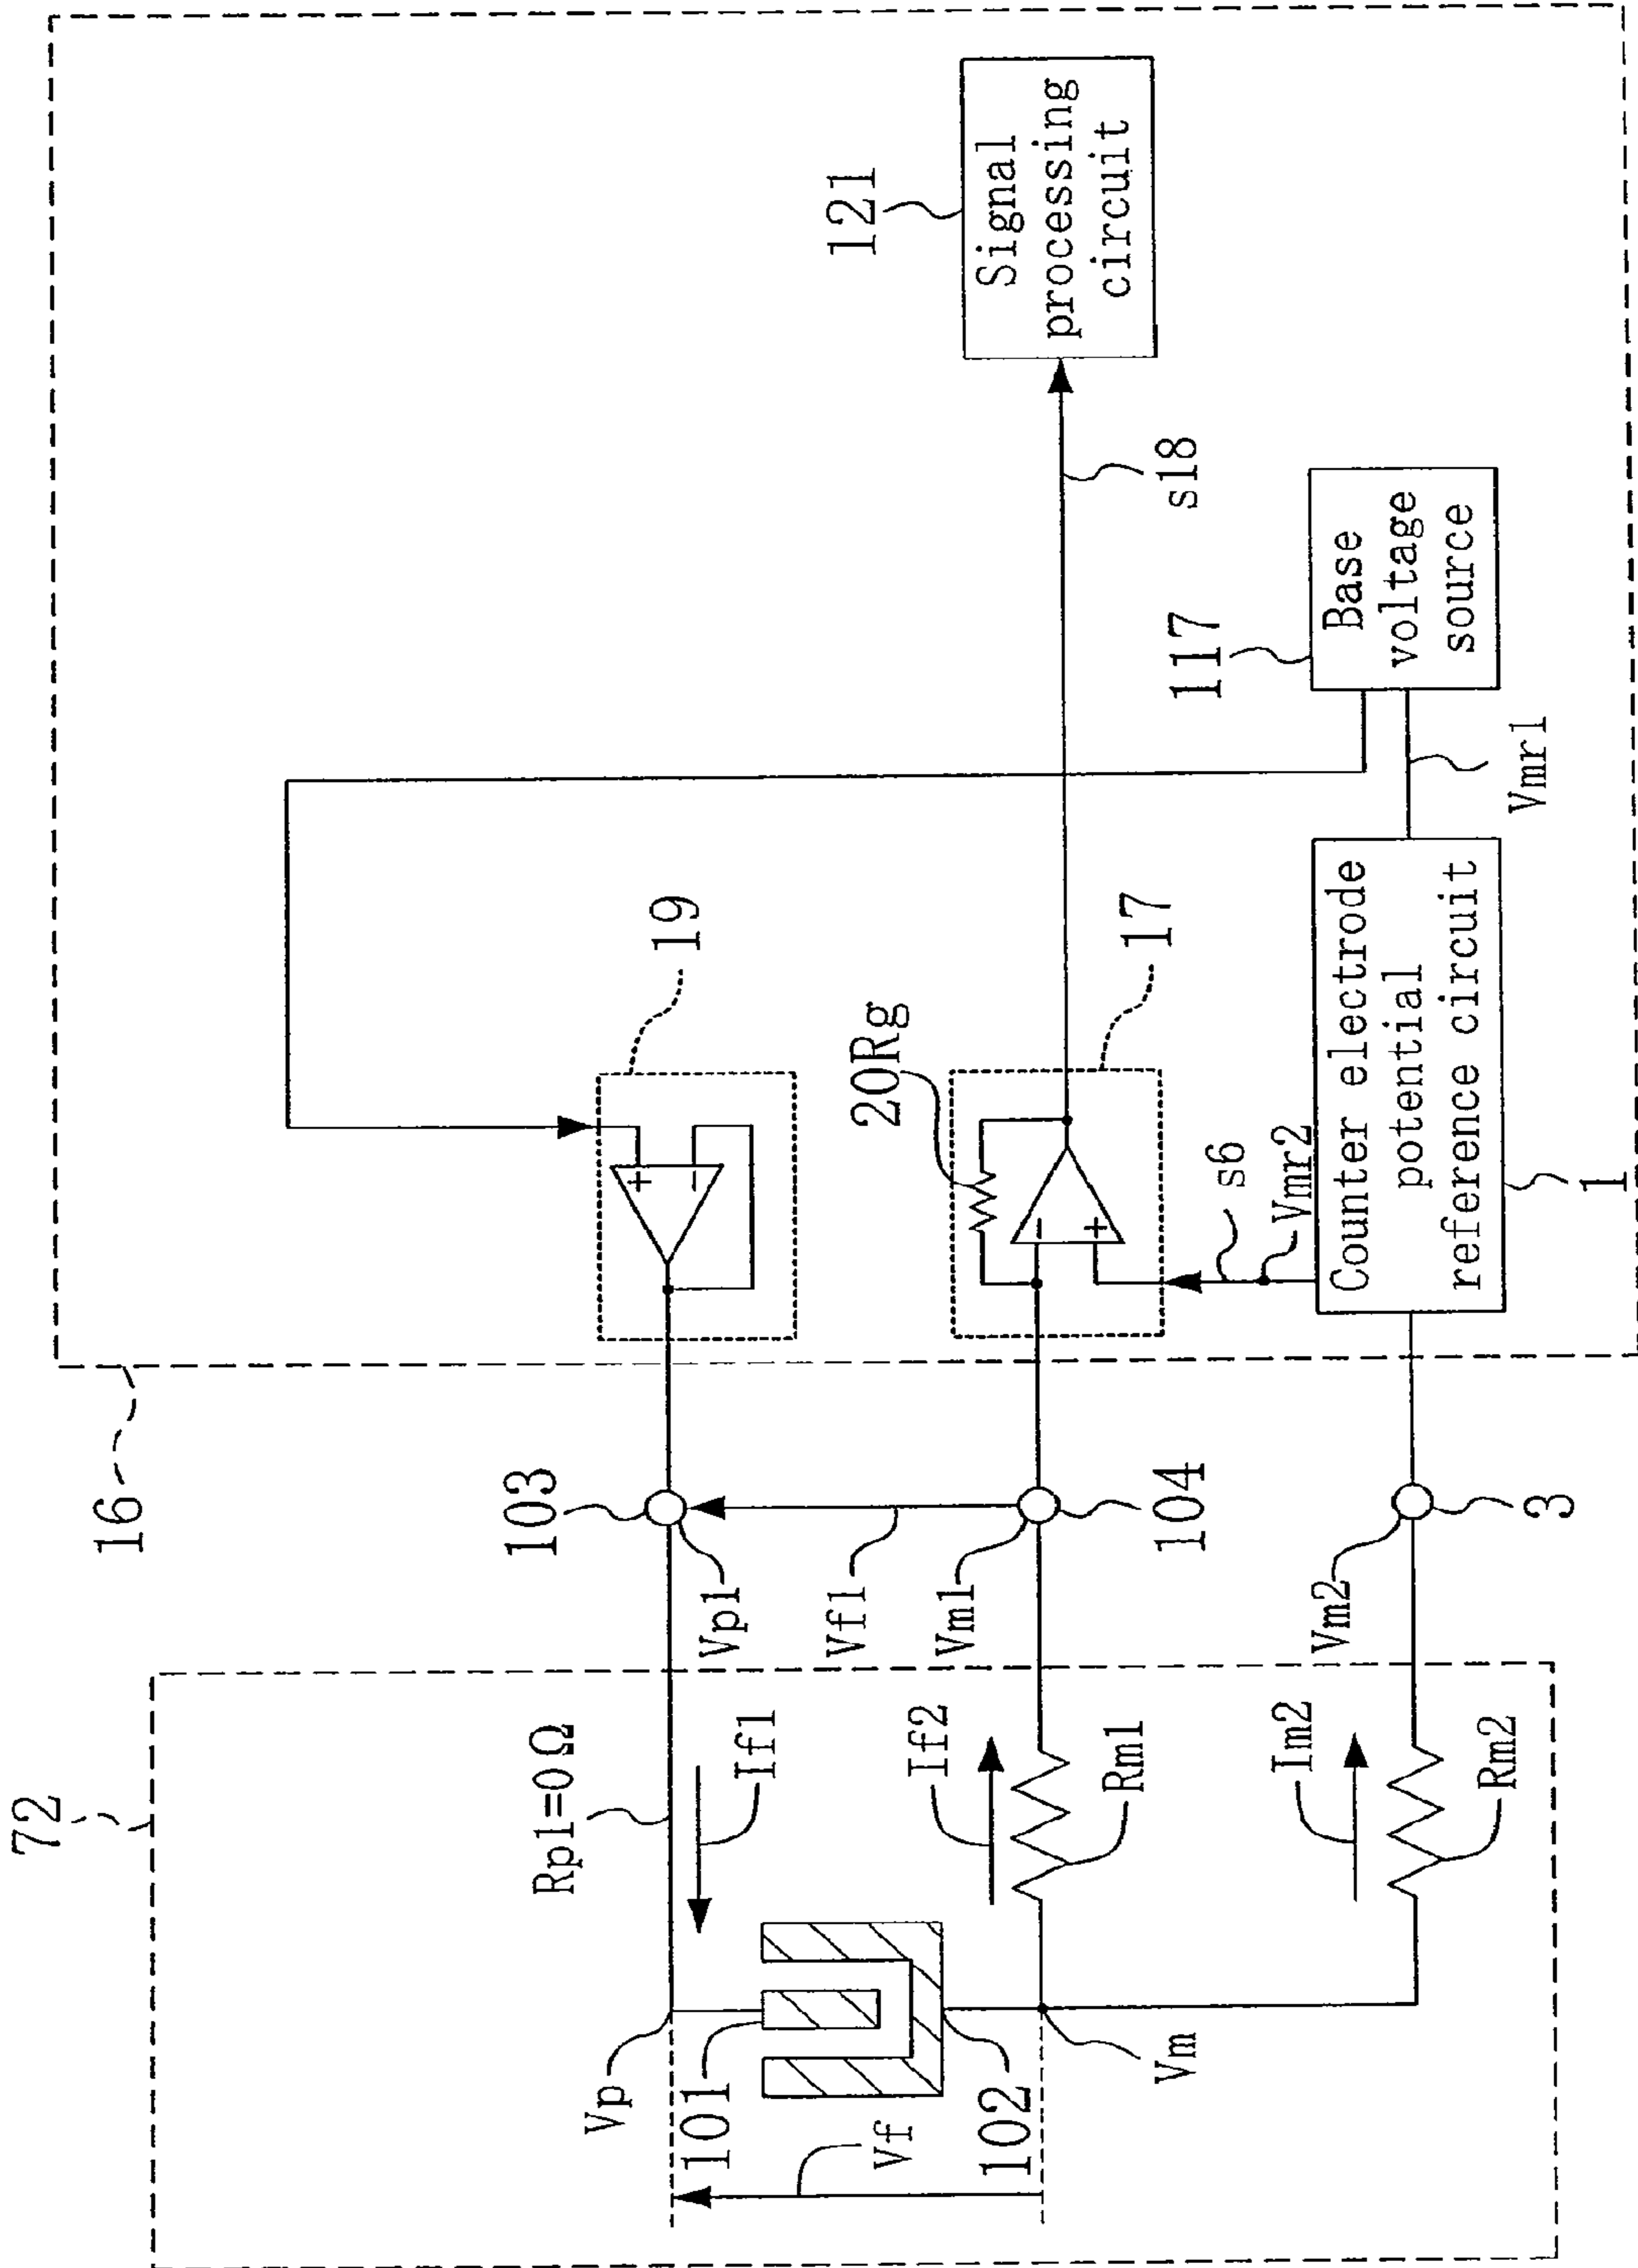 72
16
Rp1=0Ω
If1
Vp
101
Vf
102
Vm
If2
Rm1
Im2
Rm2
103
Vp1
Vf1
Vm1
104
Vm2
3
19
20Rg
17
s6
Vmr2
Counter electrode
potential
reference circuit
1
Vmr1
117
Base
voltage
source
s18
121
Signal
processing
circuit